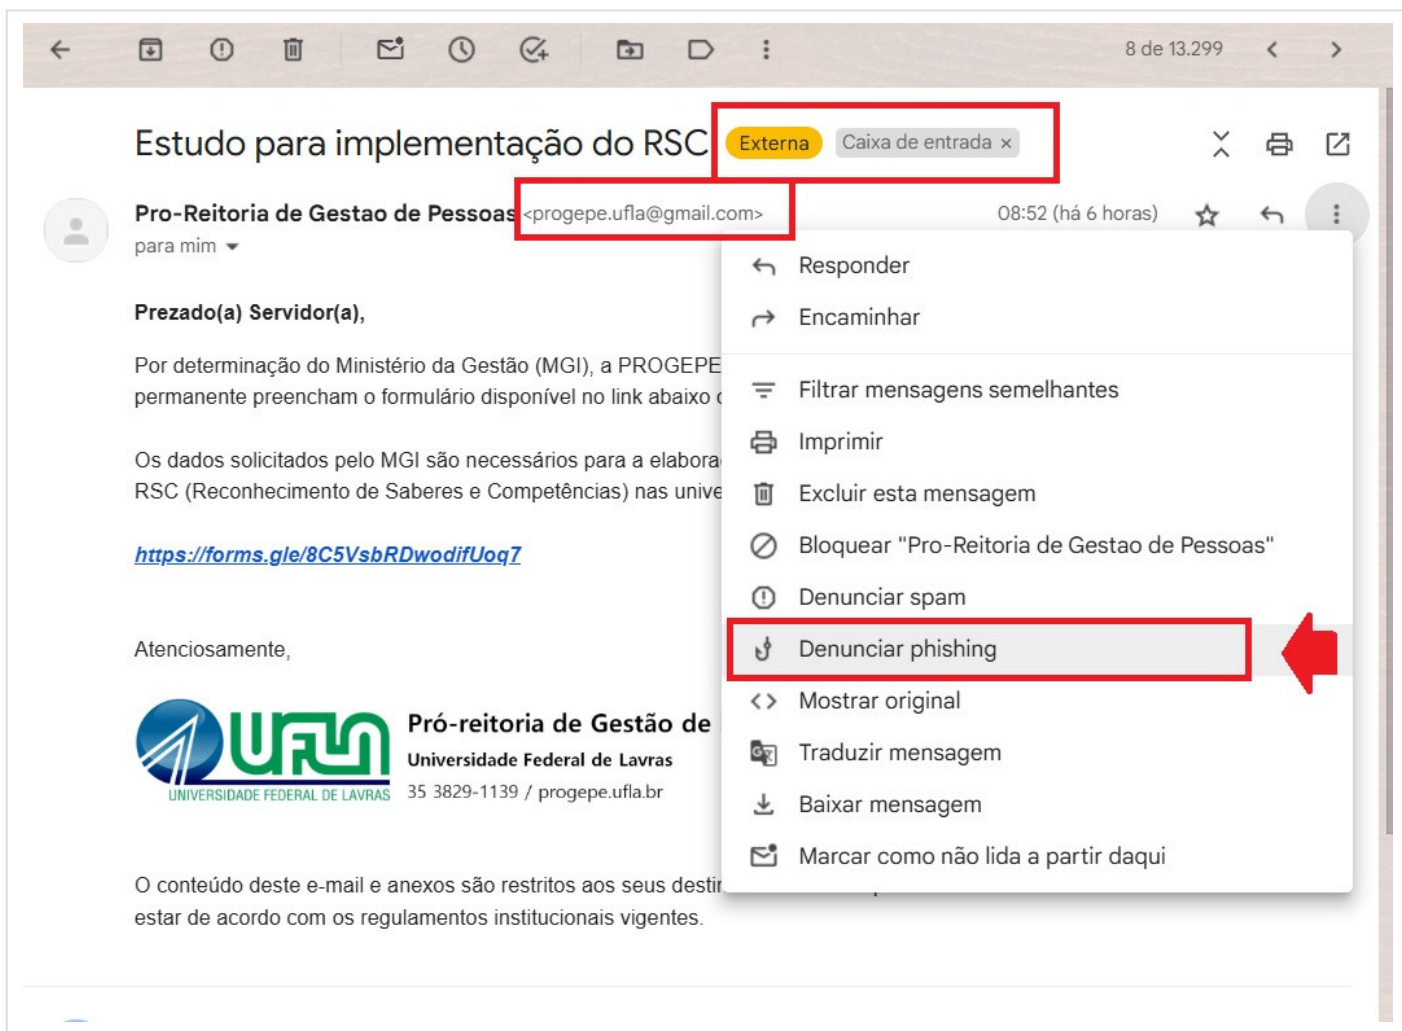 8 de 13.299
Estudo para implementação do RSC Externa Caixa de entrada ×
Pro-Reitoria de Gestao de Pessoas <progepe.ufla@gmail.com> 08:52 (há 6 horas)
para mim
Responder
Encaminhar
Filtrar mensagens semelhantes
Imprimir
Excluir esta mensagem
Bloquear "Pro-Reitoria de Gestao de Pessoas"
Denunciar spam
Denunciar phishing
Mostrar original
Traduzir mensagem
Baixar mensagem
Marcar como não lida a partir daqui
Prezado(a) Servidor(a),
Por determinação do Ministério da Gestão (MGI), a PROGEPE
permanente preencham o formulário disponível no link abaixo
Os dados solicitados pelo MGI são necessários para a elabora
RSC (Reconhecimento de Saberes e Competências) nas unive
https://forms.gle/8C5VsbRDwodifUoq7
Atenciosamente,
UFLA
UNIVERSIDADE FEDERAL DE LAVRAS
Pró-reitoria de Gestão de
Universidade Federal de Lavras
35 3829-1139 / progepe.ufla.br
O conteúdo deste e-mail e anexos são restritos aos seus destin
estar de acordo com os regulamentos institucionais vigentes.